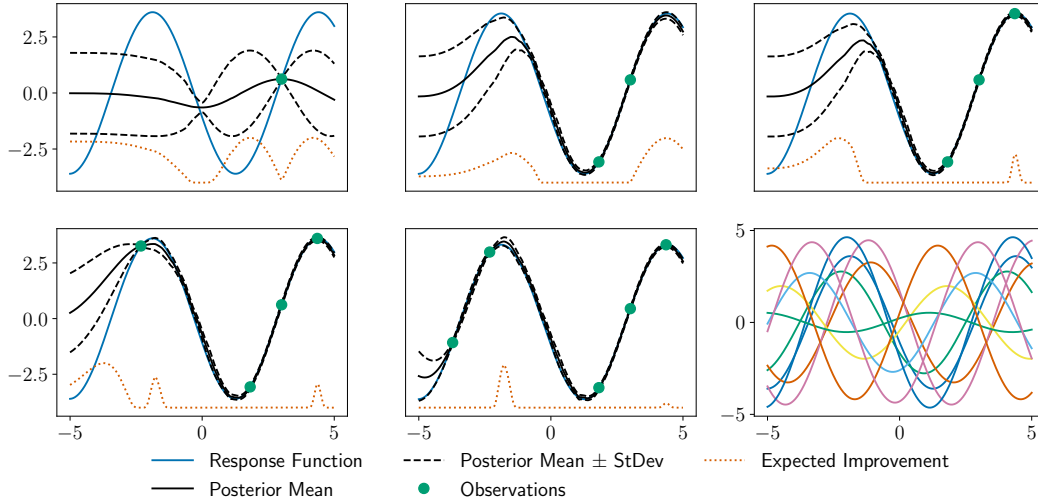 2.5
0.0
−2.5
2.5
0.0
−2.5
5
0
−5
−5 0 5
−5 0 5
−5 0 5
Response Function
Posterior Mean ± StDev
Expected Improvement
Posterior Mean
Observations